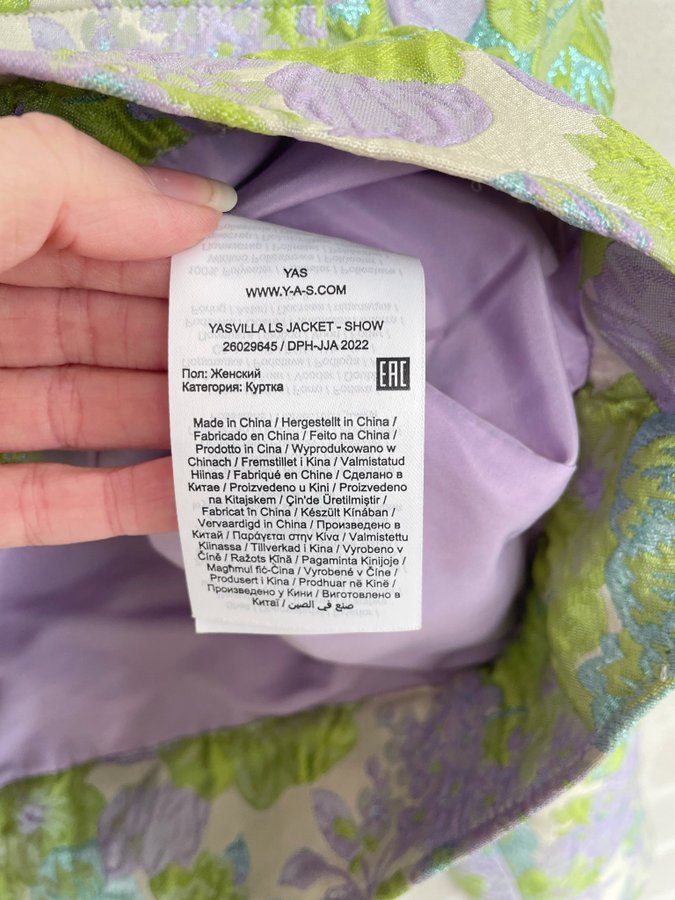 YAS
WWW.Y-A-S.COM
YASVILLA LS JACKET - SHOW
26029645 / DPH-JJA 2022
Пол: Женский
Категория: Куртка
EAC
Made in China / Hergestellt in China /
Fabricado en China / Feito na China /
Prodotto in Cina / Wyprodukowano w
Chinach / Fremstillet i Kina / Valmistatud
Hiinas / Fabriqué en Chine / Сделано в
Китае / Proizvedeno u Kini / Proizvedeno
na Kitajskem / Çin'de Üretilmiştir /
Fabricat în China / Készült Kínában /
Vervaardigd in China / Произведено в
Китай / Παράγεται στην Κίνα / Valmistettu
Kiinassa / Tillverkad i Kina / Vyrobeno v
Číně / Ražots Ķīnā / Pagaminta Kinijoje /
Magħmul fiċ-Ċina / Vyrobené v Číne /
Produsert i Kina / Prodhuar në Kinë /
Произведено у Кини / Виготовлено в
Китаї / صنع في الصين